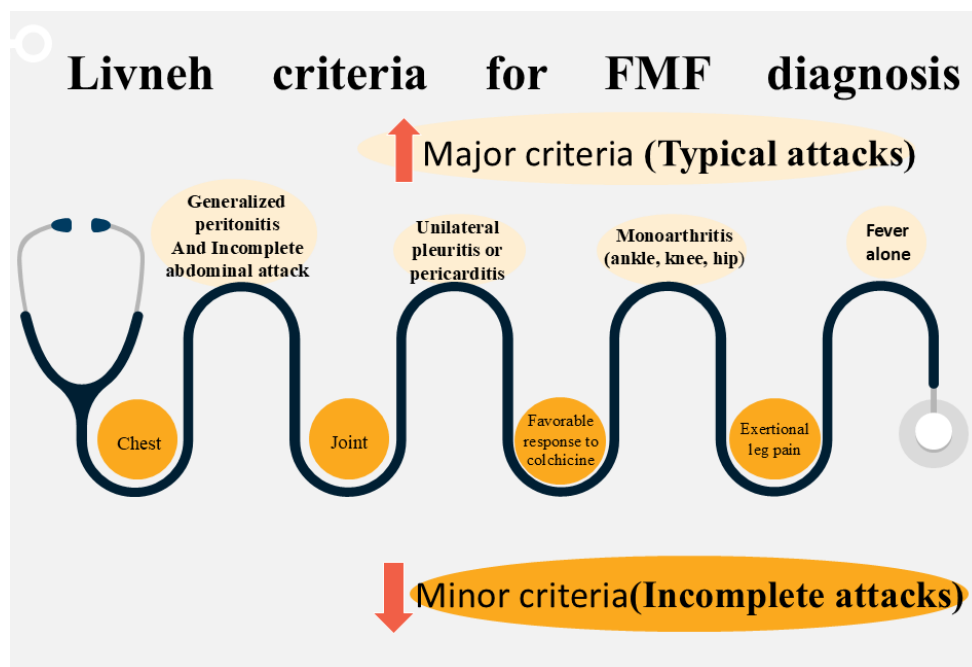 Livneh criteria for FMF diagnosis
Major criteria (Typical attacks)
Generalized
peritonitis
And Incomplete
abdominal attack
Unilateral
pleuritis or
pericarditis
Monoarthritis
(ankle, knee, hip)
Fever
alone
Chest
Joint
Favorable
response to
colchicine
Exertional
leg pain
Minor criteria(Incomplete attacks)